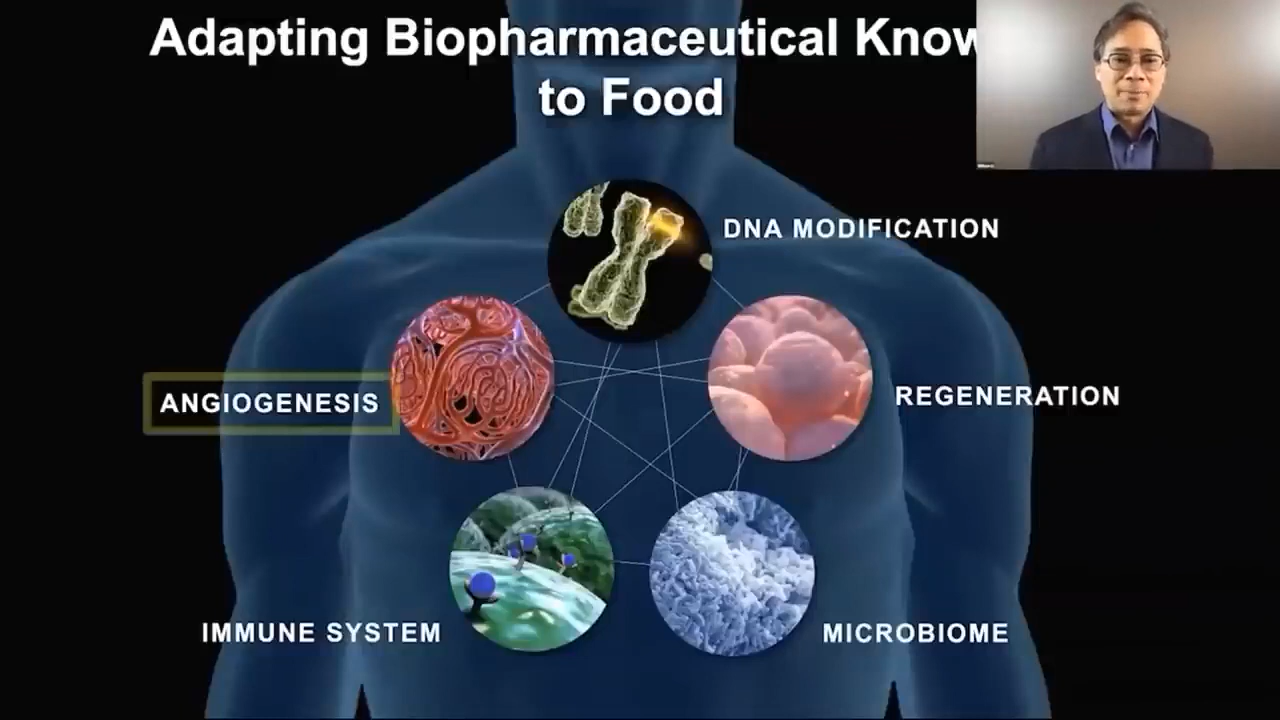 Adapting Biopharmaceutical Know
to Food
DNA MODIFICATION
ANGIOGENESIS
REGENERATION
IMMUNE SYSTEM
MICROBIOME